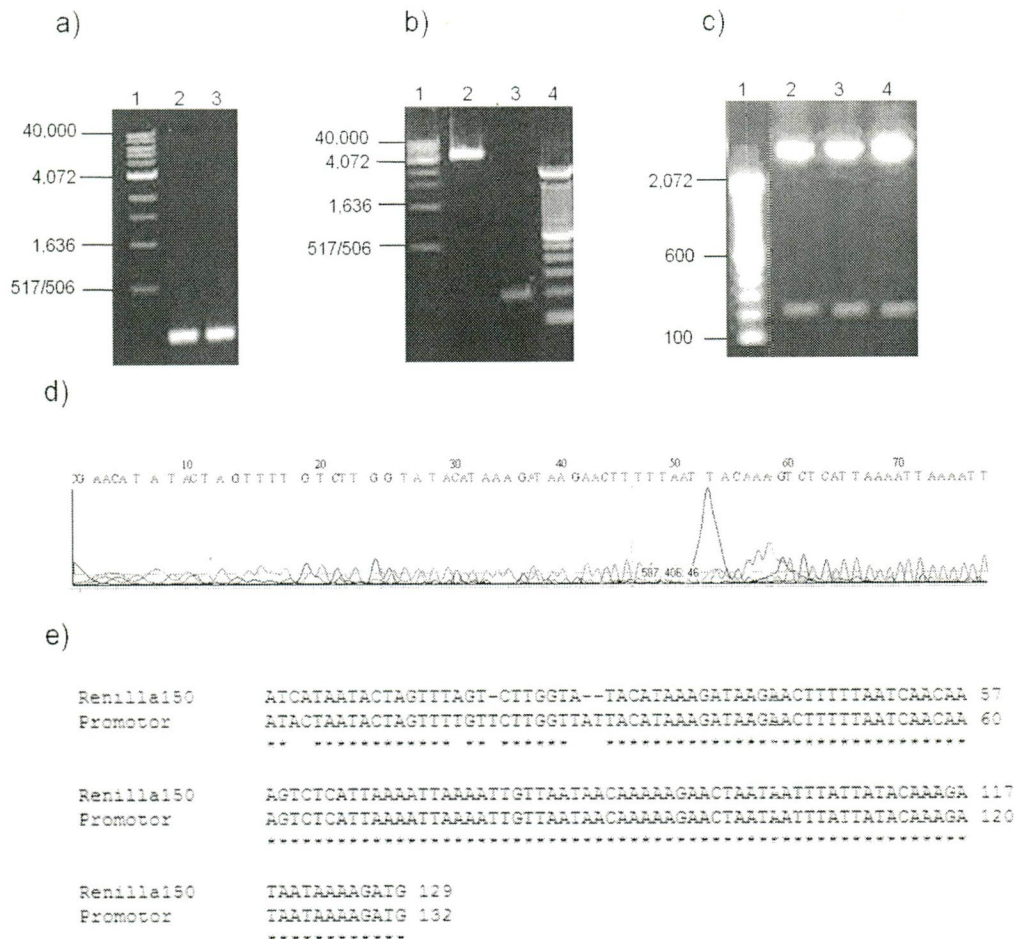 a)
b)
c)
1 2 3
40,000
4,072
1,636
517/506
1 2 3 4
40,000
4,072
1,636
517/506
1 2 3 4
2,072
600
100
d)
10 20 30 40 50 60 70
e)
Renilla150 ATCATAATACTAGTTTAGT-CTTGGTA--TACATAAAGATAAGAACTTTTTAATCAACAA 57
Promotor ATACTAATACTAGTTTTGTTCTTGGTTATTACATAAAGATAAGAACTTTTTAATCAACAA 60
** *********** ** ****** *******************************
Renilla150 AGTCTCATTAAAATTAAAATTGTTAATAACAAAAAGAACTAATAATTTATTATACAAAGA 117
Promotor AGTCTCATTAAAATTAAAATTGTTAATAACAAAAAGAACTAATAATTTATTATACAAAGA 120
************************************************************
Renilla150 TAATAAAAGATG 129
Promotor TAATAAAAGATG 132
************